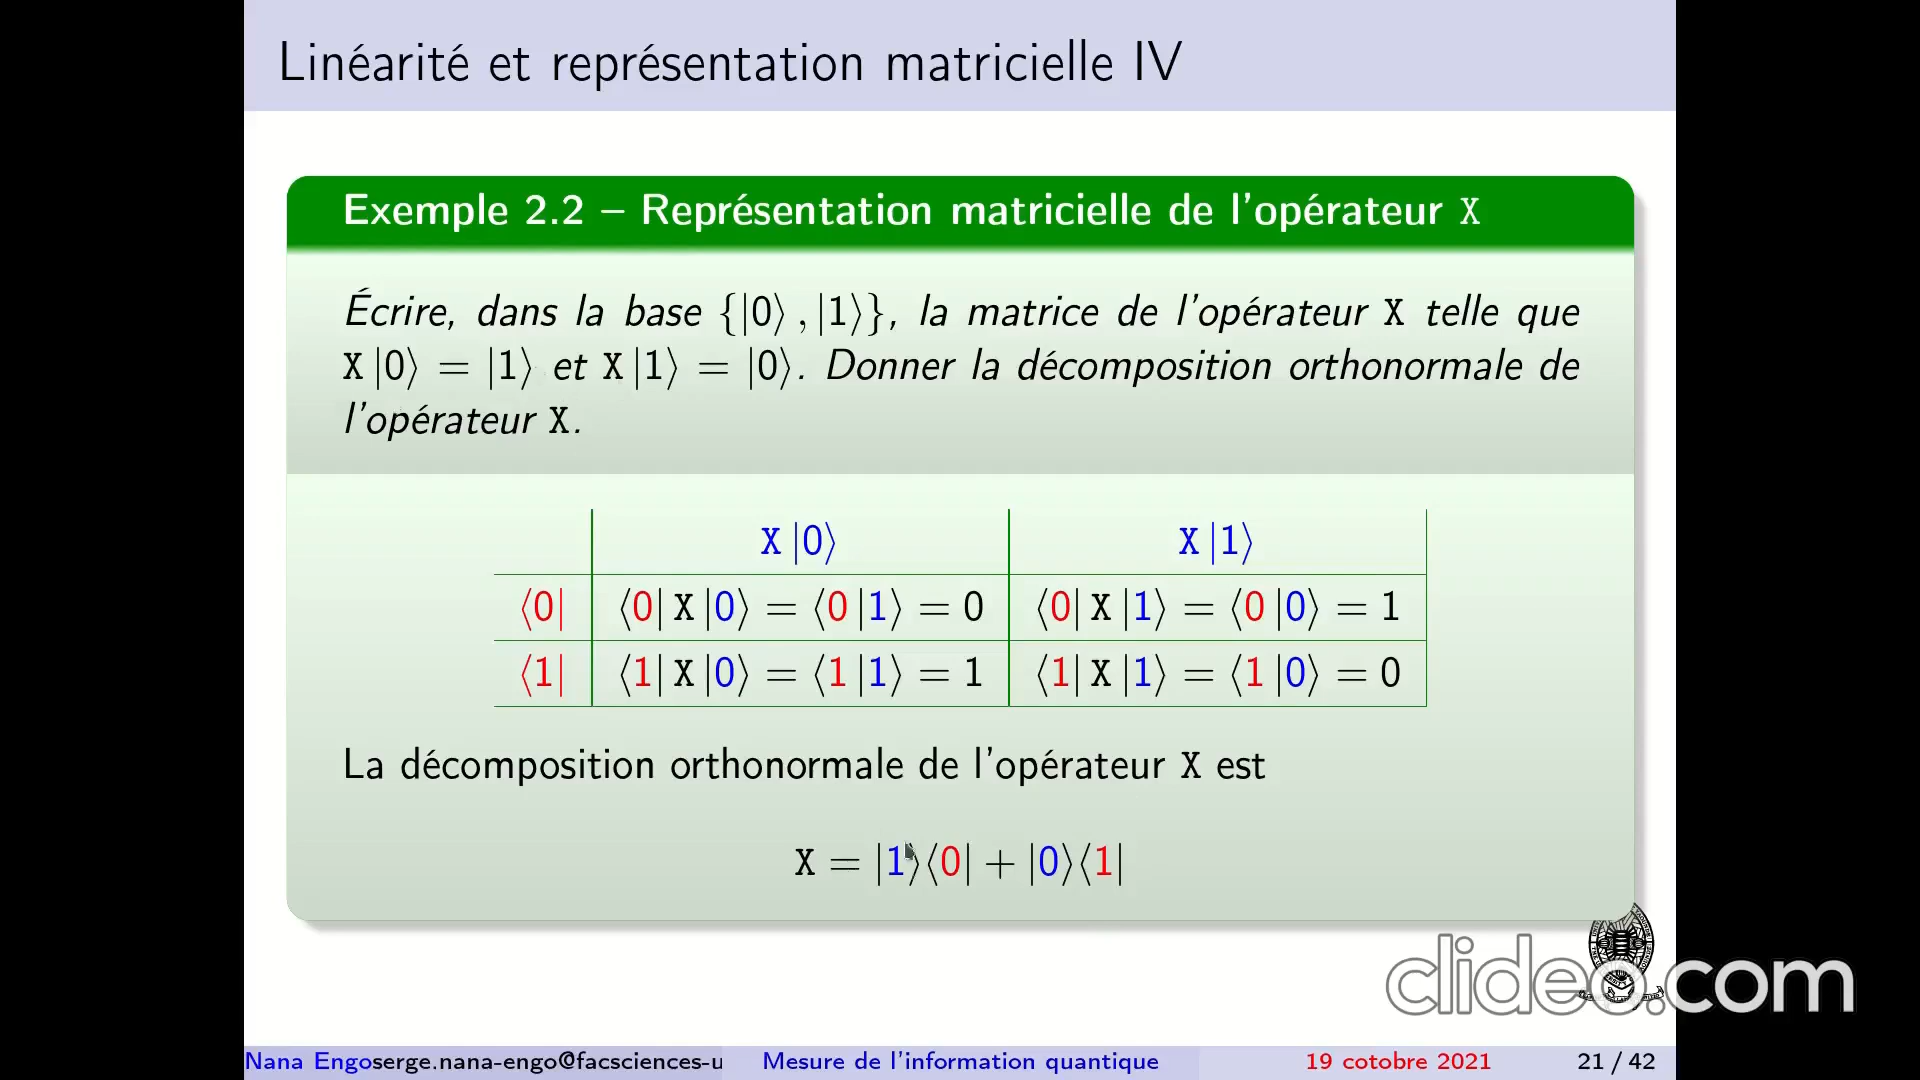 Linéarité et représentation matricielle IV
Exemple 2.2 – Représentation matricielle de l'opérateur X
Écrire, dans la base {|0⟩, |1⟩}, la matrice de l'opérateur X telle que
X|0⟩ = |1⟩ et X|1⟩ = |0⟩. Donner la décomposition orthonormale de
l'opérateur X.
X|0⟩ X|1⟩
⟨0| ⟨0|X|0⟩ = ⟨0|1⟩ = 0 ⟨0|X|1⟩ = ⟨0|0⟩ = 1
⟨1| ⟨1|X|0⟩ = ⟨1|1⟩ = 1 ⟨1|X|1⟩ = ⟨1|0⟩ = 0
La décomposition orthonormale de l'opérateur X est
X = |1⟩⟨0| + |0⟩⟨1|
clideo.com
Nana Engoserge.nana-engo@facsciences-u Mesure de l'information quantique 19 cotobre 2021 21 / 42